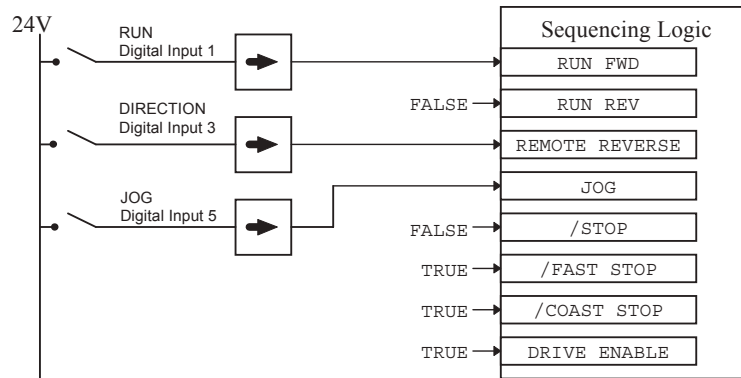 24V
Sequencing Logic
RUN
Digital Input 1
RUN FWD
FALSE
RUN REV
DIRECTION
Digital Input 3
REMOTE REVERSE
JOG
JOG
Digital Input 5
FALSE
/STOP
TRUE
/FAST STOP
TRUE
/COAST STOP
TRUE
DRIVE ENABLE